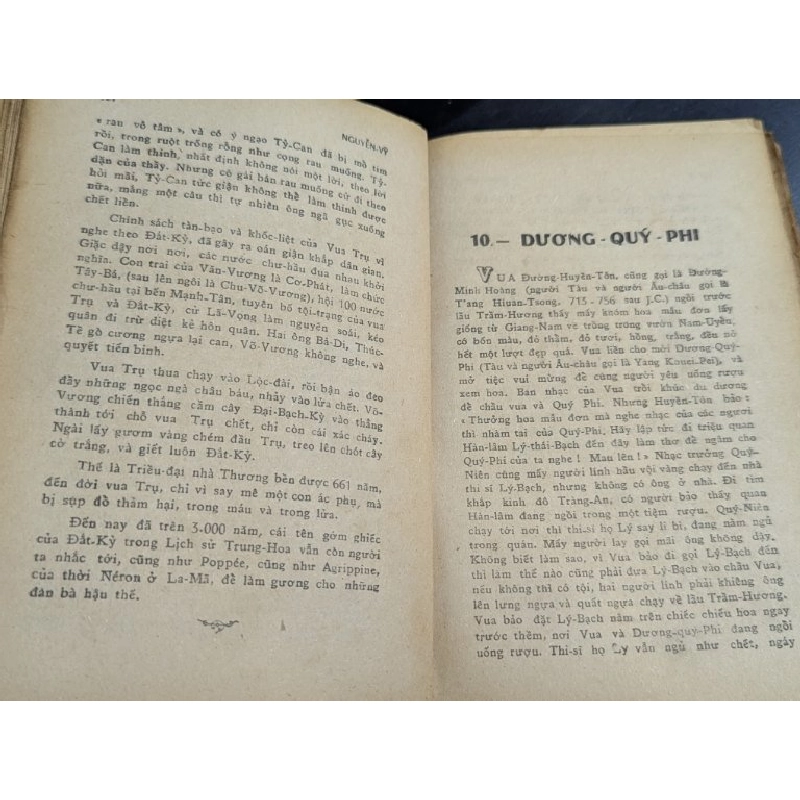 NGUYỄN-VỸ
« rau vô tâm », và cố ý ngạo Tỷ-Can đã bị mổ tim
rồi, trong ruột trống rỗng như cọng rau muống. Tỷ-
Can làm thinh, nhất định không nói một lời, theo lời
dặn của thầy. Nhưng cô gái bán rau muống cứ đi theo
hỏi mãi, Tỷ-Can tức giận không thể làm thinh được
nữa, mắng một câu thì tự nhiên ông ngã gục xuống
chết liền.
Chính sách tàn-bạo và khốc-liệt của Vua Trụ vì
nghe theo Đắt-Kỷ, đã gây ra oán giận khắp dân gian.
Giặc dậy nơi nơi, các nước chư-hầu đua nhau khởi
nghĩa. Con trai của Văn-Vương là Cơ-Phát, làm chức
Tây-Bá, (sau lên ngôi là Chu-Võ-Vương), hội 100 nước
chư-hầu tại bến Mạnh-Tân, tuyên bố tội-trạng của vua
Trụ và Đắt-Kỷ, cử Lã-Vọng làm nguyên soái, kéo
quân đi trừ diệt kẻ hôn quân. Hai ông Bá-Di, Thúc-
Tề gò cương ngựa lại can, Võ-Vương không nghe, và
quyết tiến binh.
Vua Trụ thua chạy vào Lộc-đài, rồi bận áo đeo
đầy những ngọc ngà châu báu, nhảy vào lửa chết. Võ-
Vương chiến thắng cầm cây Đại-Bạch-Kỳ vào thẳng
thành tới chỗ vua Trụ chết, chỉ còn cái xác cháy.
Ngài lấy gươm vàng chém đầu Trụ, treo lên chót cây
cờ trắng, và giết luôn Đắt-Kỷ.
Thế là Triều-đại nhà Thương bền được 661 năm,
đến đời vua Trụ, chỉ vì say mê một con ác phụ, mà
bị sụp đổ thảm hại, trong máu và trong lửa.
Đến nay đã trên 3.000 năm, cái tên gớm ghiếc
của Đắt-Kỷ trong Lịch sử Trung-Hoa vẫn còn người
ta nhắc tới, cũng như Poppée, cũng như Agrippine,
của thời Néron ở La-Mã, để làm gương cho những
đàn bà hậu thế.
10.— DƯƠNG - QUÝ - PHI
VUA Đường-Huyền-Tôn, cũng gọi là Đường-
Minh Hoàng (người Tàu và người Âu-châu gọi là
T'ang Hiuan-Tsong. 713 - 756 sau J.C.) ngồi trước
lầu Trầm-Hương thấy mấy khóm hoa mẫu đơn lấy
giống từ Giang-Nam về trồng trong vườn Nam-Uyển,
có bốn màu, đỏ thắm, đỏ tươi, hồng, trắng, đều nở
hết một lượt đẹp quá. Vua liền cho mời Dương Quý-
Phi (Tàu và người Âu-châu gọi là Yang Kouei-Fei), và
mở tiệc vui mừng để cùng người yêu uống rượu
xem hoa. Ban nhạc của Vua trỗi khúc du dương
để chầu vua và Quý Phi. Nhưng Huyền-Tôn bảo :
« Thưởng hoa mẫu đơn mà nghe nhạc của các ngươi
thì nhàm tai của Quý-Phi, Hãy lập tức đi triệu quan
Hàn-lâm Lý-thái-Bạch đến đây làm thơ để ngâm cho
Quý-Phi của ta nghe ! Mau lên ! » Nhạc trưởng Quý-
Niên cùng mấy người lính hầu vội vàng chạy đến nhà
thi sĩ Lý-Bạch, nhưng không có ông ở nhà. Đi tìm
khắp kinh đô Tràng-An, có người bảo thấy quan
Hàn-lâm đang ngồi trong một tiệm rượu. Quý-Niên
chạy tới nơi thì thi-sĩ họ Lý say li bì, đang nằm ngủ
trong quán. Mấy người lay gọi mãi ông vẫn không dậy.
Không biết làm sao, vì Vua bảo đi gọi Lý-Bạch đến
thì làm thế nào cũng phải đưa Lý-Bạch vào chầu Vua,
nếu không thì có tội, hai người lính phải khiêng ông
lên lưng ngựa và quất ngựa chạy về lầu Trầm-Hương.
Vua bảo đặt Lý-Bạch nằm trên chiếc chiếu hoa ngay
trước thềm, nơi Vua và Dương-quý-Phi đang ngồi
uống rượu. Thi-sĩ họ Lý vẫn ngủ như chết, ngáy